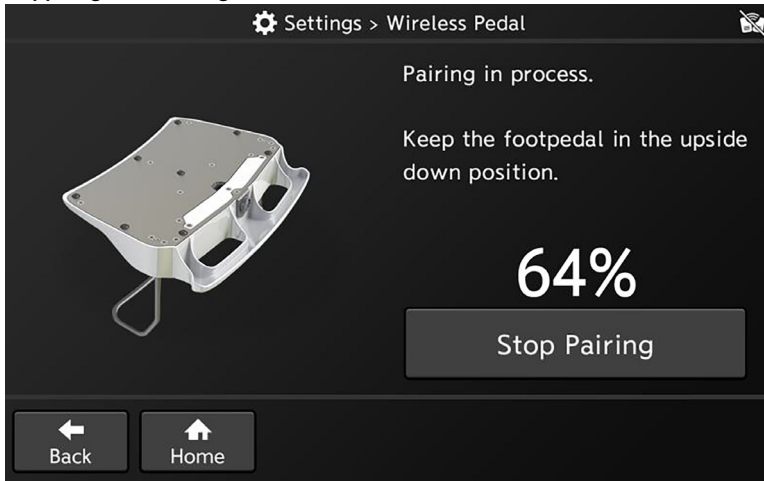 Settings > Wireless Pedal
Pairing in process.
Keep the footpedal in the upside
down position.
64%
Stop Pairing
Back
Home